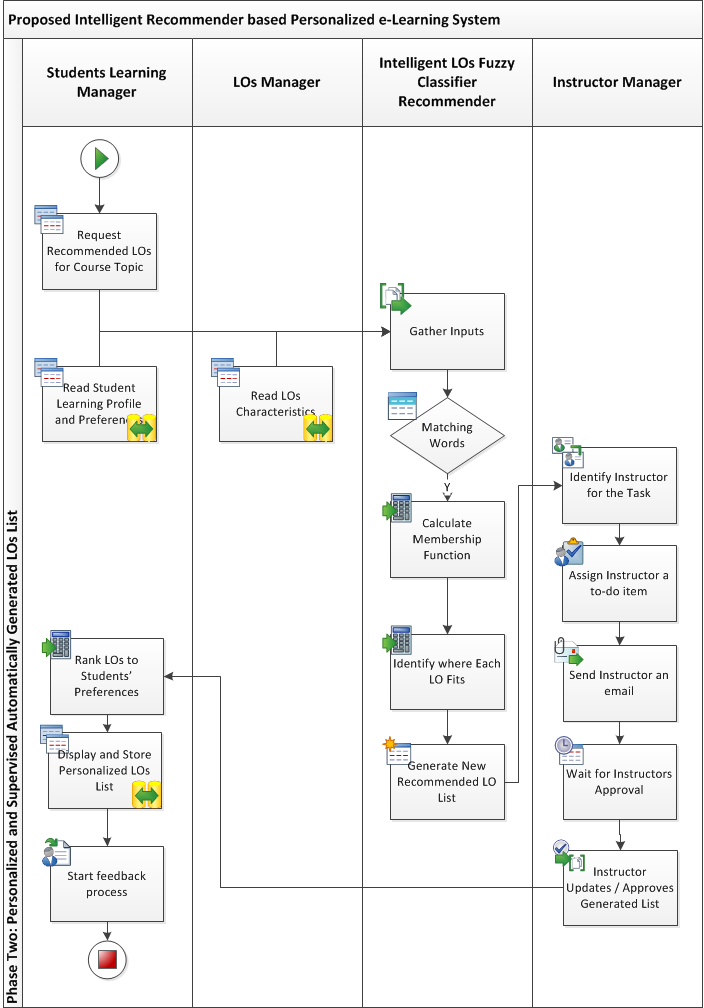 Proposed Intelligent Recommender based Personalized e-Learning System
Students Learning
Manager
LOs Manager
Intelligent LOs Fuzzy
Classifier
Recommender
Instructor Manager
Phase Two: Personalized and Supervised Automatically Generated LOs List
Request
Recommended LOs
for Course Topic
Read Student
Learning Profile
and Preferences
Read LOs
Characteristics
Gather Inputs
Matching
Words
Y
Calculate
Membership
Function
Identify where Each
LO Fits
Generate New
Recommended LO
List
Identify Instructor
for the Task
Assign Instructor a
to-do item
Send Instructor an
email
Wait for Instructors
Approval
Instructor
Updates / Approves
Generated List
Rank LOs to
Students'
Preferences
Display and Store
Personalized LOs
List
Start feedback
process